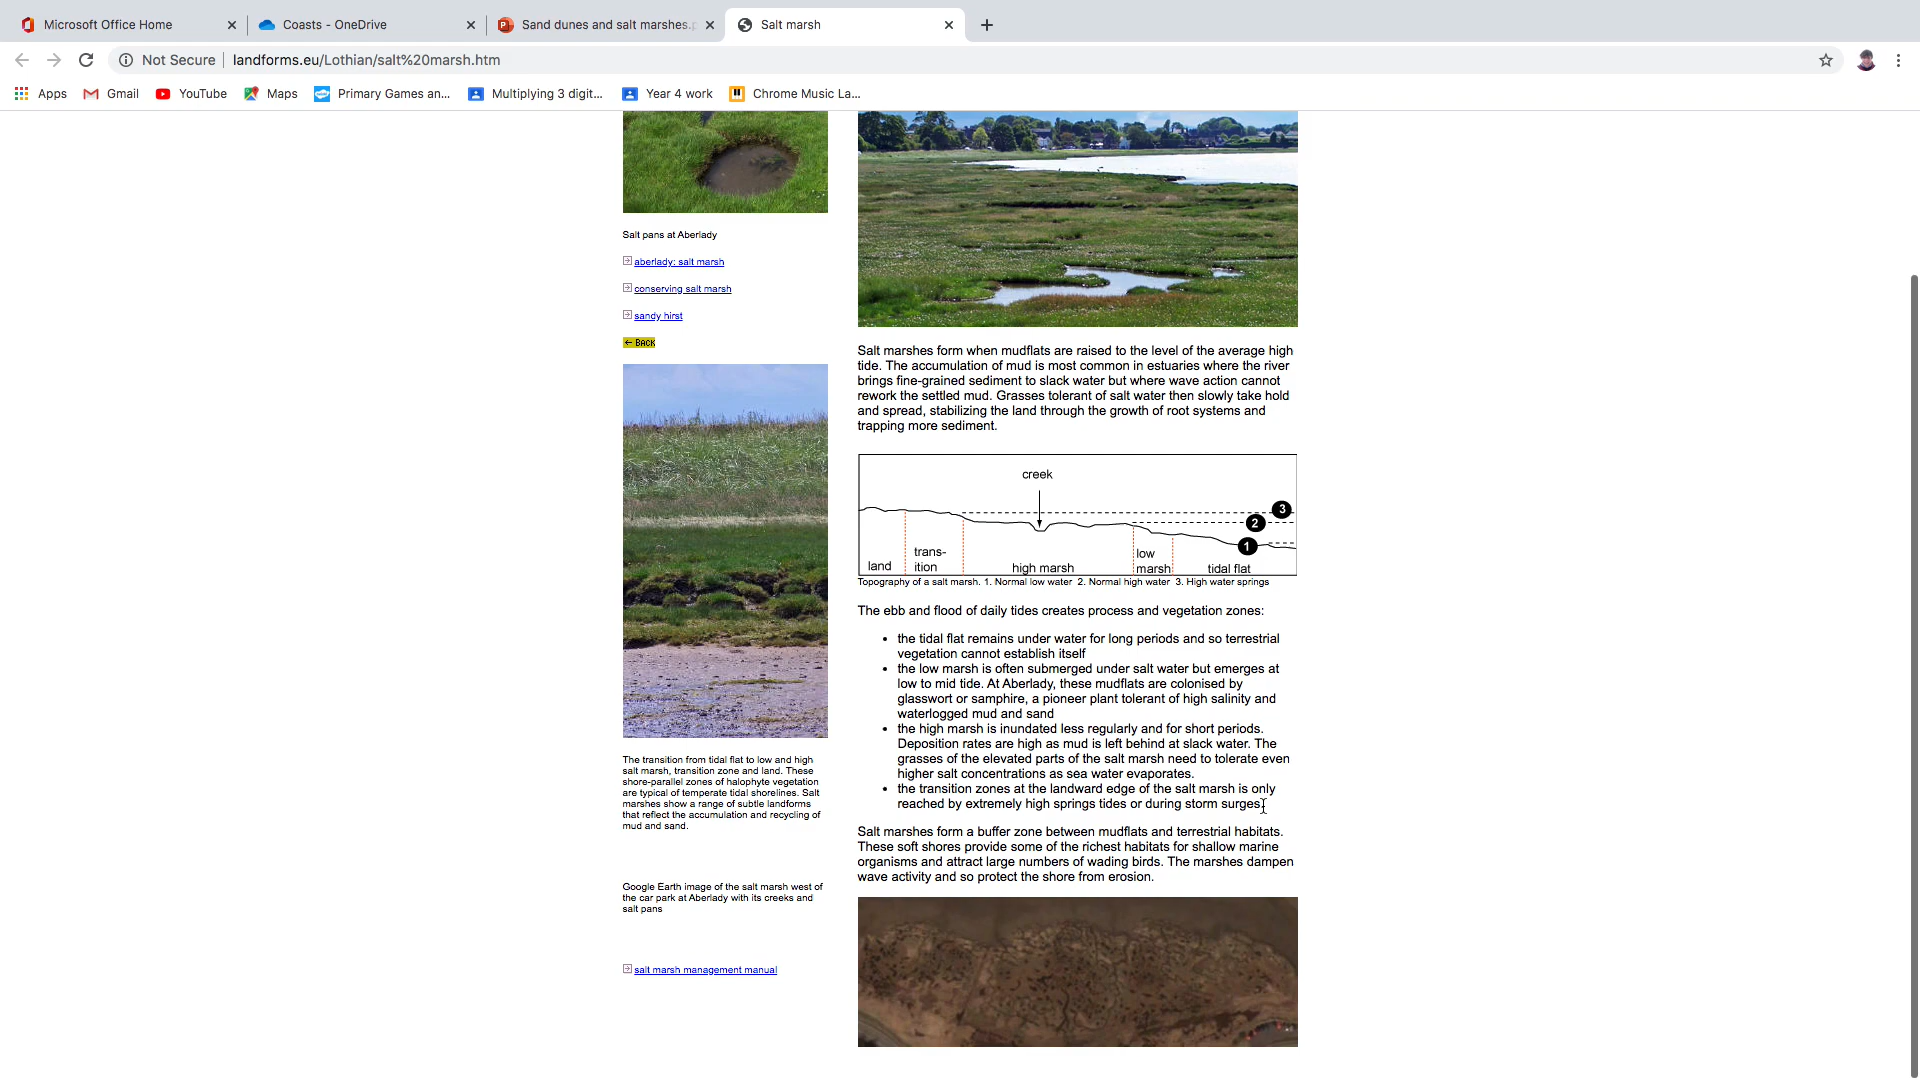 Microsoft Office Home
Coasts - OneDrive
Sand dunes and salt marshes.p
Salt marsh
Not Secure
landforms.eu/Lothian/salt%20marsh.htm
Apps
Gmail
YouTube
Maps
Primary Games an...
Multiplying 3 digit...
Year 4 work
Chrome Music La...
Salt pans at Aberlady
aberlady: salt marsh
conserving salt marsh
sandy hirst
← BACK
The transition from tidal flat to low and high
salt marsh, transition zone and land. These
shore-parallel zones of halophyte vegetation
are typical of temperate tidal shorelines. Salt
marshes show a range of subtle landforms
that reflect the accumulation and recycling of
mud and sand.
Google Earth image of the salt marsh west of
the car park at Aberlady with its creeks and
salt pans
salt marsh management manual
Salt marshes form when mudflats are raised to the level of the average high
tide. The accumulation of mud is most common in estuaries where the river
brings fine-grained sediment to slack water but where wave action cannot
rework the settled mud. Grasses tolerant of salt water then slowly take hold
and spread, stabilizing the land through the growth of root systems and
trapping more sediment.
creek
3
2
1
land
trans-
ition
high marsh
low
marsh
tidal flat
Topography of a salt marsh. 1. Normal low water 2. Normal high water 3. High water springs
The ebb and flood of daily tides creates process and vegetation zones:
• the tidal flat remains under water for long periods and so terrestrial
vegetation cannot establish itself
• the low marsh is often submerged under salt water but emerges at
low to mid tide. At Aberlady, these mudflats are colonised by
glasswort or samphire, a pioneer plant tolerant of high salinity and
waterlogged mud and sand
• the high marsh is inundated less regularly and for short periods.
Deposition rates are high as mud is left behind at slack water. The
grasses of the elevated parts of the salt marsh need to tolerate even
higher salt concentrations as sea water evaporates.
• the transition zones at the landward edge of the salt marsh is only
reached by extremely high springs tides or during storm surges.
Salt marshes form a buffer zone between mudflats and terrestrial habitats.
These soft shores provide some of the richest habitats for shallow marine
organisms and attract large numbers of wading birds. The marshes dampen
wave activity and so protect the shore from erosion.